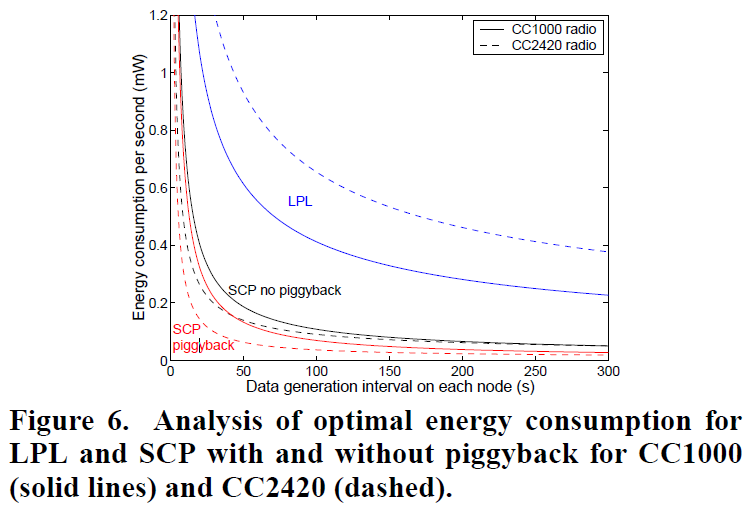 1.2
1
0.8
0.6
0.4
0.2
0
Energy consumption per second (mW)
CC1000 radio
CC2420 radio
LPL
SCP no piggyback
SCP
piggyback
0 50 100 150 200 250 300
Data generation interval on each node (s)
Figure 6. Analysis of optimal energy consumption for
LPL and SCP with and without piggyback for CC1000
(solid lines) and CC2420 (dashed).